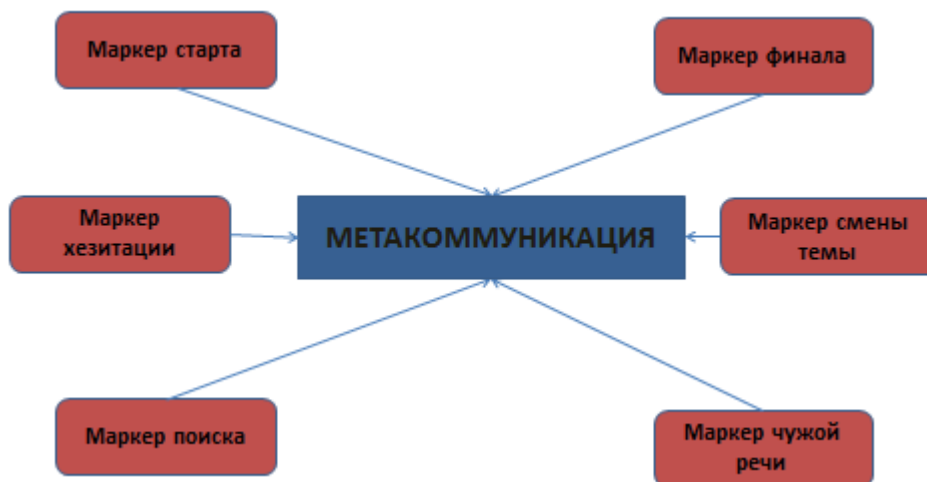 Маркер старта
Маркер финала
Маркер
хезитации
МЕТАКОММУНИКАЦИЯ
Маркер смены
темы
Маркер поиска
Маркер чужой
речи